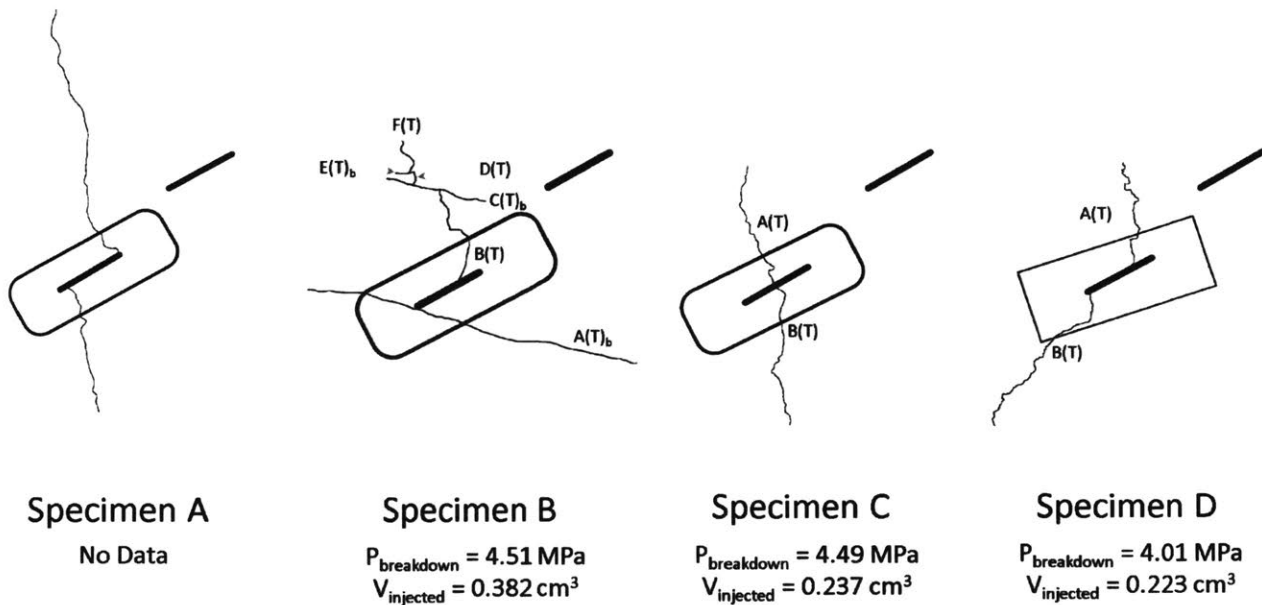 F(T)
E(T)b
D(T)
C(T)b
B(T)
A(T)b
A(T)
B(T)
A(T)
B(T)
Specimen A
No Data
Specimen B
Pbreakdown = 4.51 MPa
Vinjected = 0.382 cm³
Specimen C
Pbreakdown = 4.49 MPa
Vinjected = 0.237 cm³
Specimen D
Pbreakdown = 4.01 MPa
Vinjected = 0.223 cm³